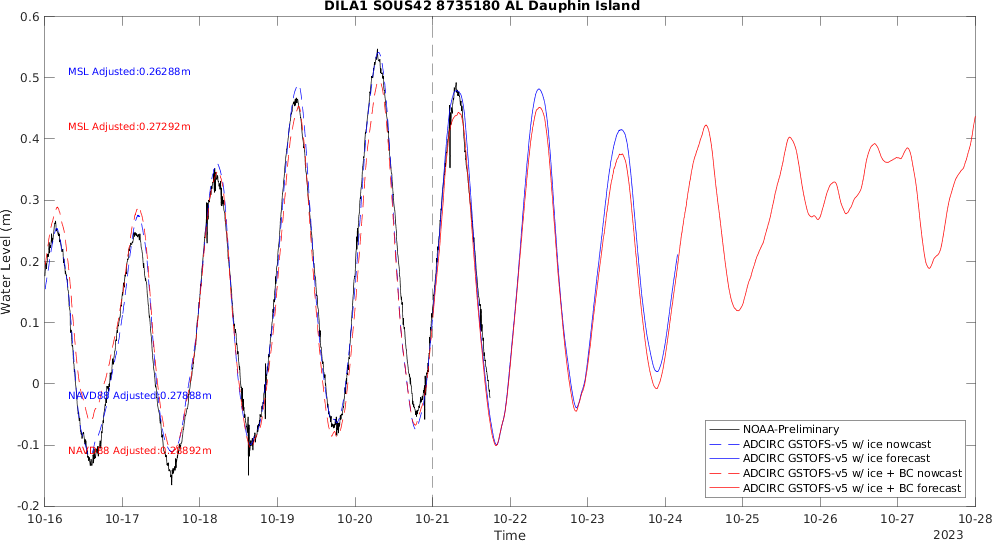 DILA1 SOUS42 8735180 AL Dauphin Island
Water Level (m)
0.6
0.5
0.4
0.3
0.2
0.1
0
-0.1
-0.2
MSL Adjusted:0.26288m
MSL Adjusted:0.27292m
NAVD88 Adjusted:0.27888m
NAVD88 Adjusted:0.28892m
NOAA-Preliminary
ADCIRC GSTOFS-v5 w/ ice nowcast
ADCIRC GSTOFS-v5 w/ ice forecast
ADCIRC GSTOFS-v5 w/ ice + BC nowcast
ADCIRC GSTOFS-v5 w/ ice + BC forecast
10-16 10-17 10-18 10-19 10-20 10-21 10-22 10-23 10-24 10-25 10-26 10-27 10-28
Time
2023